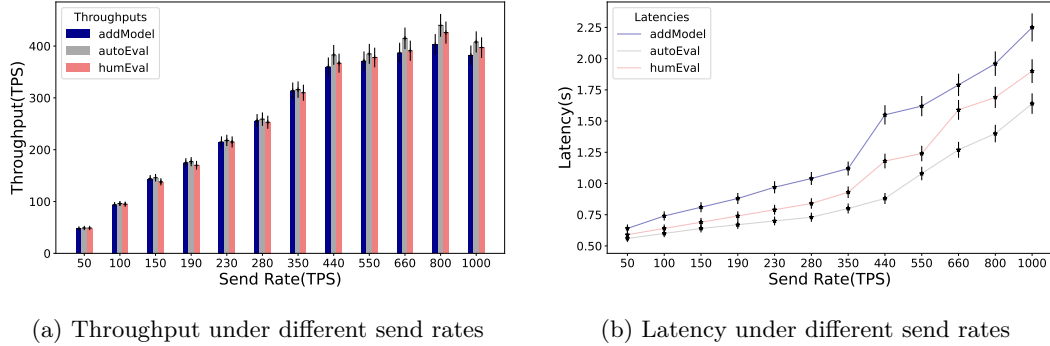 Throughputs
addModel
autoEval
humEval
400
300
200
100
0
Throughput(TPS)
50 100 150 190 230 280 350 440 550 660 800 1000
Send Rate(TPS)
(a) Throughput under different send rates
Latencies
addModel
autoEval
humEval
2.25
2.00
1.75
1.50
1.25
1.00
0.75
0.50
Latency(s)
50 100 150 190 230 280 350 440 550 660 800 1000
Send Rate(TPS)
(b) Latency under different send rates